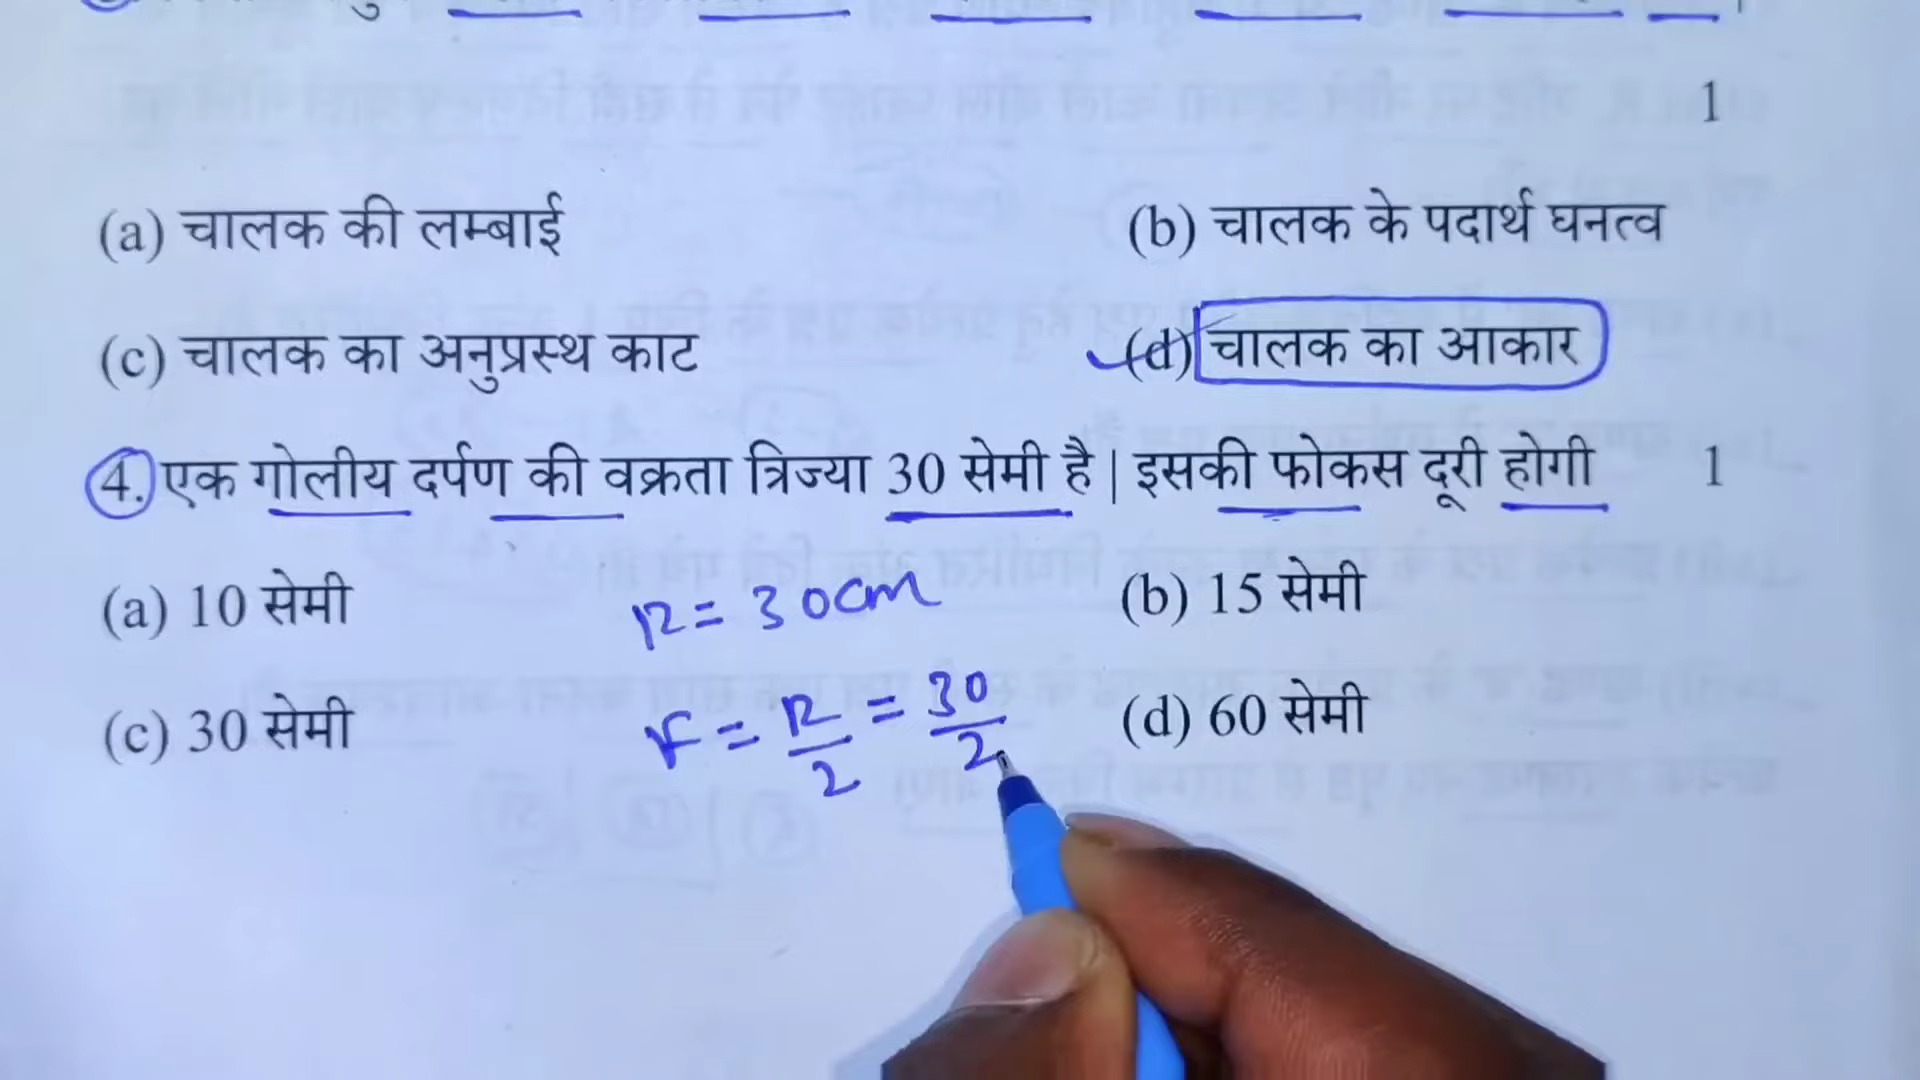 1
(a) चालक की लम्बाई (b) चालक के पदार्थ घनत्व
(c) चालक का अनुप्रस्थ काट (d) चालक का आकार
4. एक गोलीय दर्पण की वक्रता त्रिज्या 30 सेमी है | इसकी फोकस दूरी होगी 1
(a) 10 सेमी R = 30cm (b) 15 सेमी
(c) 30 सेमी F = R/2 = 30/2 (d) 60 सेमी